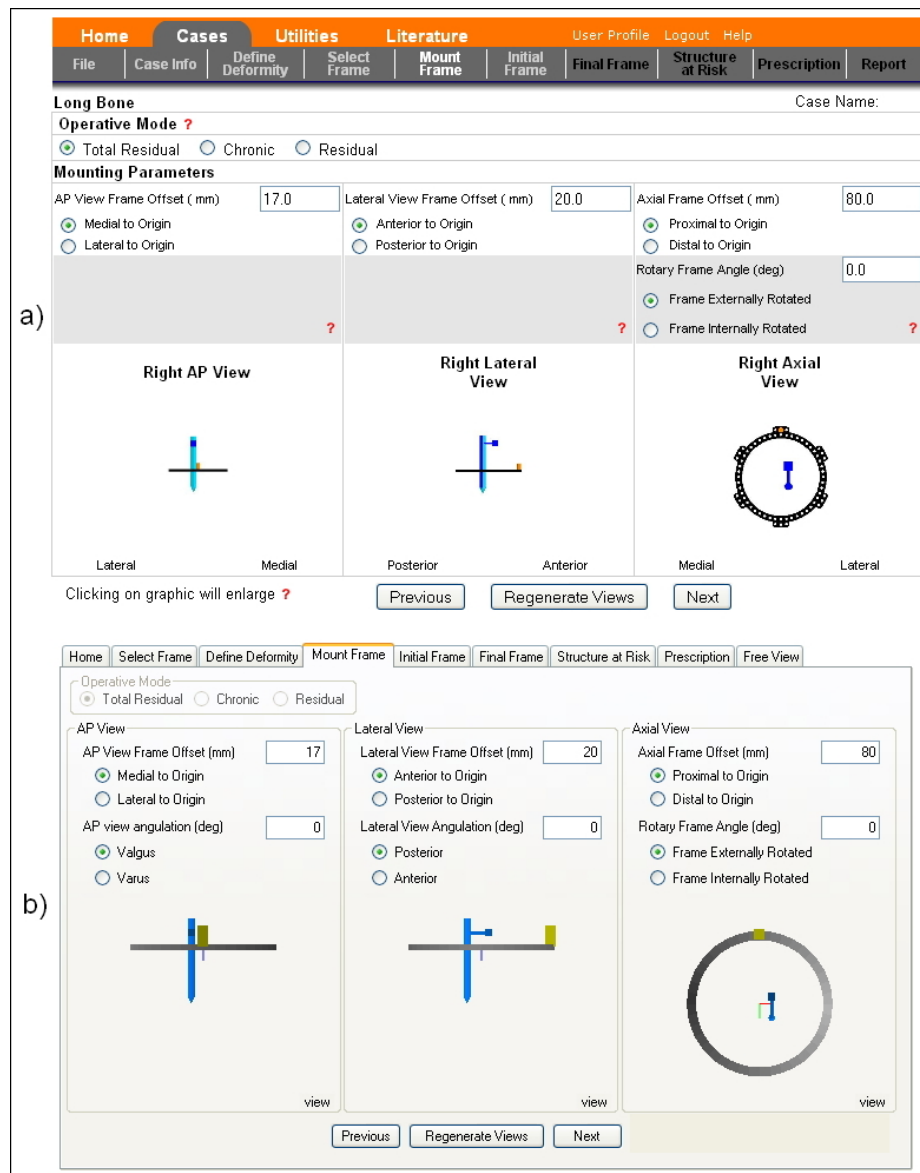 Home Cases Utilities Literature User Profile Logout Help
File Case Info Define Deformity Select Frame Mount Frame Initial Frame Final Frame Structure at Risk Prescription Report
Long Bone Case Name:
Operative Mode ?
Total Residual Chronic Residual
Mounting Parameters
AP View Frame Offset ( mm) 17.0 Lateral View Frame Offset ( mm) 20.0 Axial Frame Offset ( mm) 80.0
Medial to Origin Anterior to Origin Proximal to Origin
Lateral to Origin Posterior to Origin Distal to Origin
Rotary Frame Angle (deg) 0.0
Frame Externally Rotated
a)
? ? Frame Internally Rotated ?
Right AP View Right Lateral View Right Axial View
Lateral Medial Posterior Anterior Medial Lateral
Clicking on graphic will enlarge ? Previous Regenerate Views Next
Home Select Frame Define Deformity Mount Frame Initial Frame Final Frame Structure at Risk Prescription Free View
Operative Mode
Total Residual Chronic Residual
AP View Lateral View Axial View
AP View Frame Offset (mm) 17 Lateral View Frame Offset (mm) 20 Axial Frame Offset (mm) 80
Medial to Origin Anterior to Origin Proximal to Origin
Lateral to Origin Posterior to Origin Distal to Origin
AP view angulation (deg) 0 Lateral View Angulation (deg) 0 Rotary Frame Angle (deg) 0
Valgus Posterior Frame Externally Rotated
Varus Anterior Frame Internally Rotated
b)
view view view
Previous Regenerate Views Next